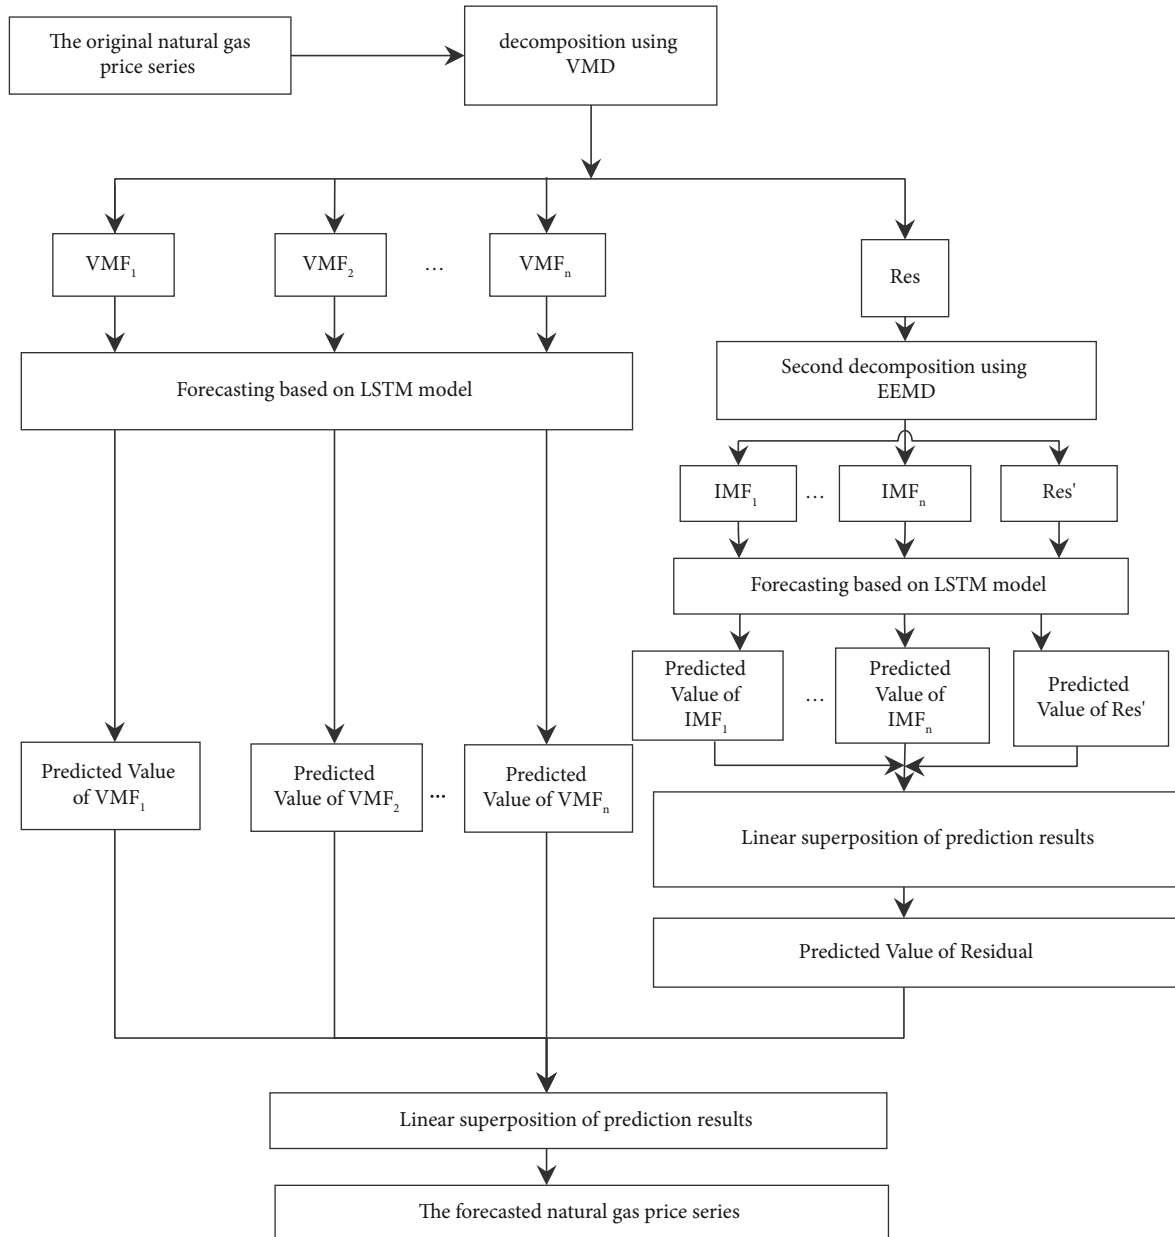 The original natural gas
price series
decomposition using
VMD
VMF₁
VMF₂
...
VMFₙ
Res
Forecasting based on LSTM model
Second decomposition using
EEMD
IMF₁
...
IMFₙ
Res'
Forecasting based on LSTM model
Predicted
Value of
IMF₁
...
Predicted
Value of
IMFₙ
Predicted
Value of Res'
Predicted Value
of VMF₁
Predicted
Value of VMF₂
...
Predicted
Value of VMFₙ
Linear superposition of prediction results
Predicted Value of Residual
Linear superposition of prediction results
The forecasted natural gas price series